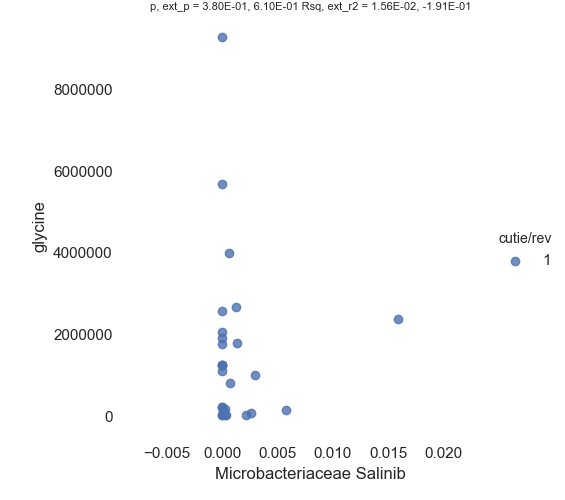 p, ext_p = 3.80E-01, 6.10E-01 Rsq, ext_r2 = 1.56E-02, -1.91E-01
8000000
6000000
4000000
2000000
0
glycine
cutie/rev
1
−0.005 0.000 0.005 0.010 0.015 0.020
Microbacteriaceae Salinib